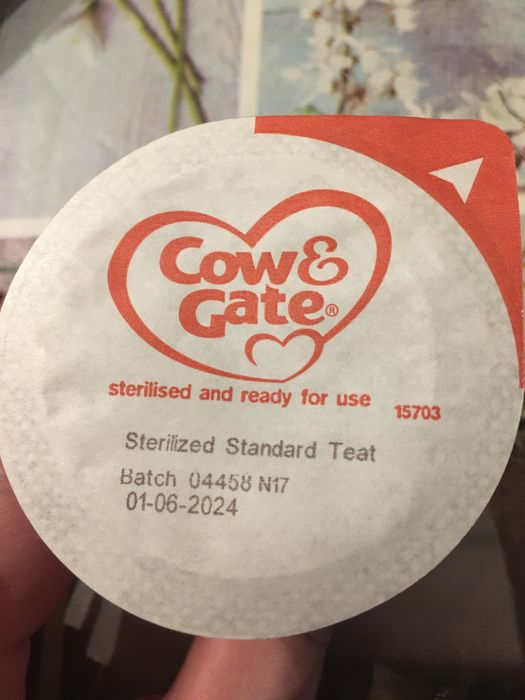 Cow&
Gate®
sterilised and ready for use 15703
Sterilized Standard Teat
Batch 04458 N17
01-06-2024